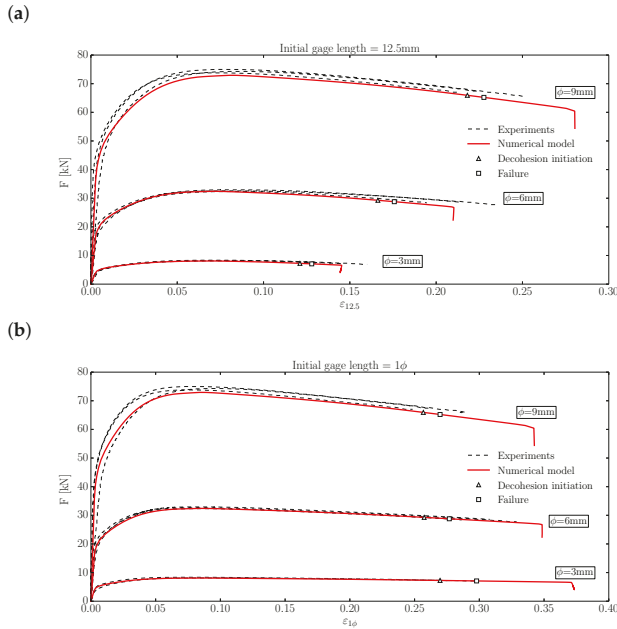 (a)
Initial gage length = 12.5mm
F [kN]
80
70
60
50
40
30
20
10
0
0.00 0.05 0.10 0.15 0.20 0.25 0.30
ε12.5
ϕ=9mm
Experiments
Numerical model
Decohesion initiation
Failure
ϕ=6mm
ϕ=3mm
(b)
Initial gage length = 1ϕ
F [kN]
80
70
60
50
40
30
20
10
0
0.00 0.05 0.10 0.15 0.20 0.25 0.30 0.35 0.40
ε1ϕ
ϕ=9mm
Experiments
Numerical model
Decohesion initiation
Failure
ϕ=6mm
ϕ=3mm